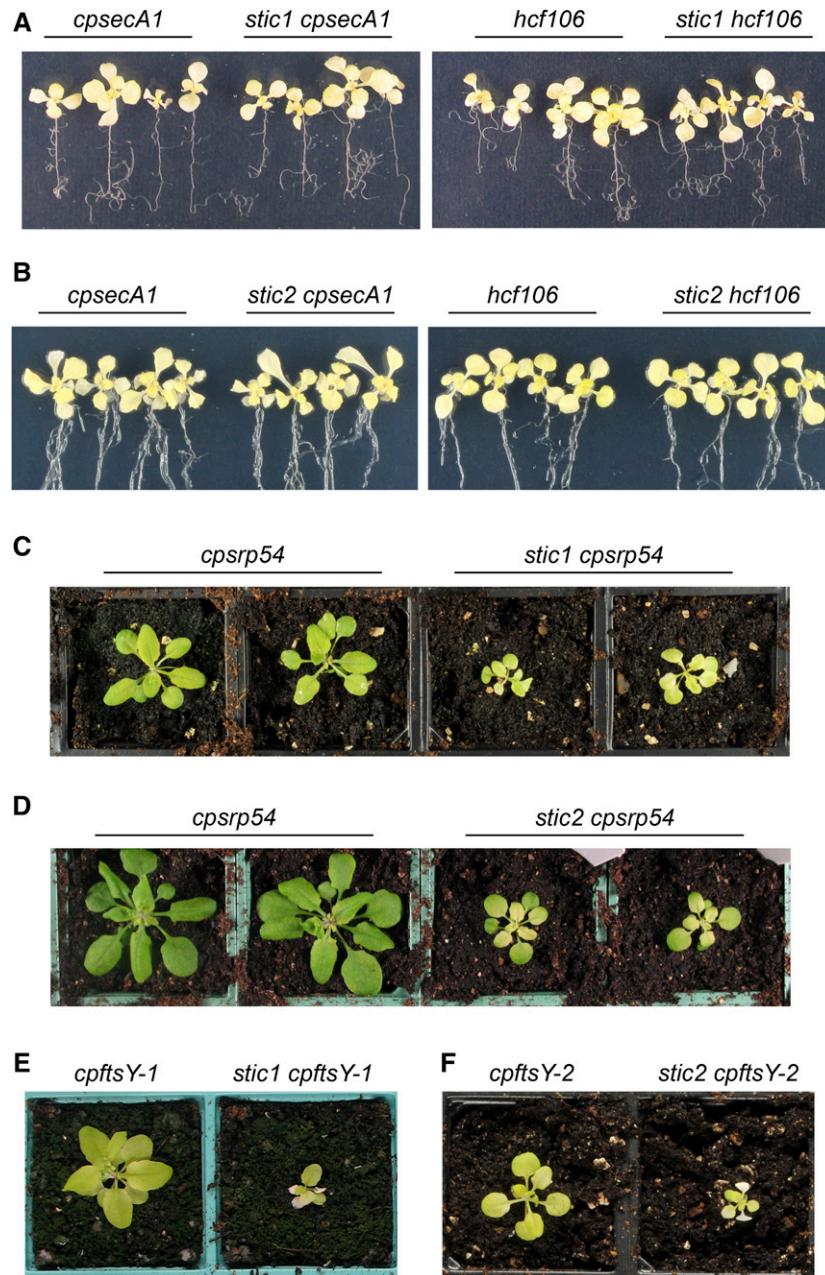 A
cpsecA1 stic1 cpsecA1 hcf106 stic1 hcf106
B
cpsecA1 stic2 cpsecA1 hcf106 stic2 hcf106
C
cpsrp54 stic1 cpsrp54
D
cpsrp54 stic2 cpsrp54
E
cpftsY-1 stic1 cpftsY-1
F
cpftsY-2 stic2 cpftsY-2